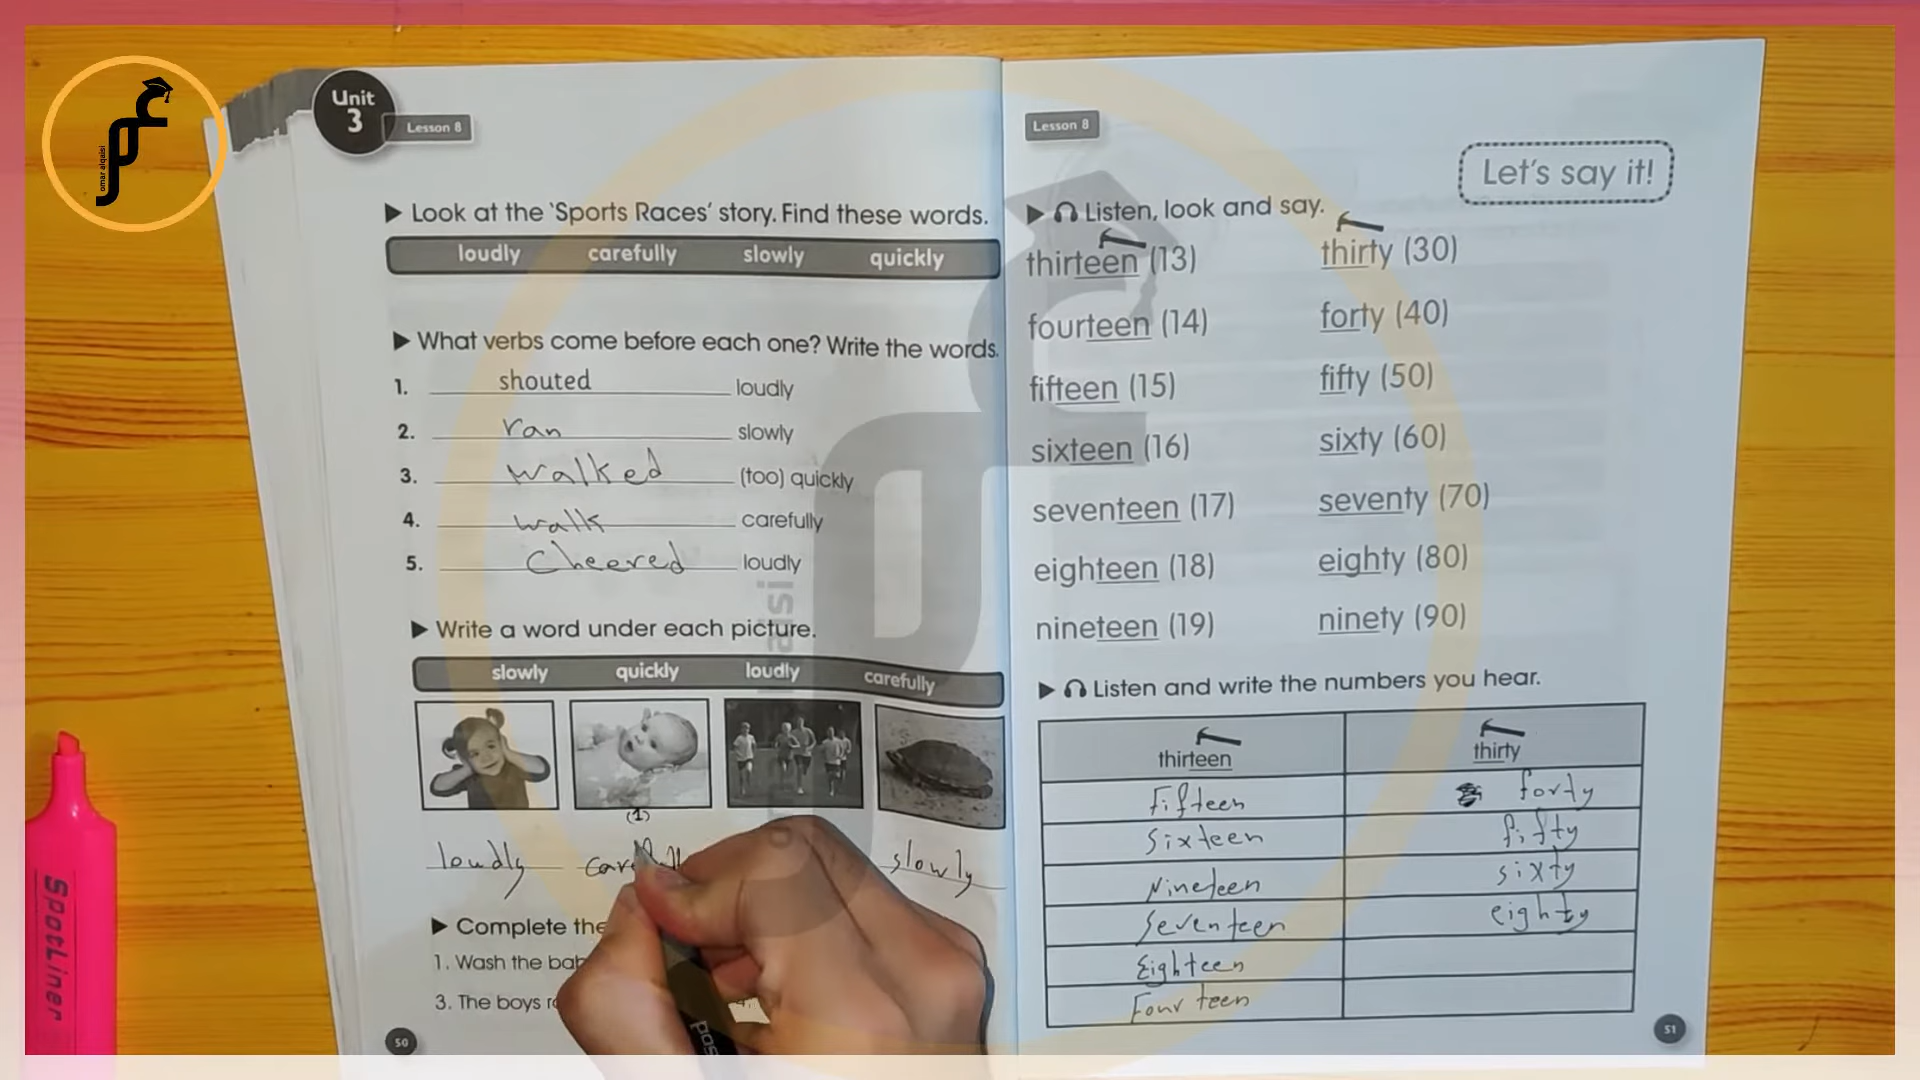 omar alqaisi
Unit
3
Lesson 8
Look at the 'Sports Races' story. Find these words.
loudly carefully slowly quickly
What verbs come before each one? Write the words.
1. shouted loudly
2. ran slowly
3. walked (too) quickly
4. walk carefully
5. Cheered loudly
Write a word under each picture.
slowly quickly loudly carefully
(1)
loudly slowly
Complete the
1. Wash the
3. The boys
50
Lesson 8
Let's say it!
Listen, look and say.
thirteen (13) thirty (30)
fourteen (14) forty (40)
fifteen (15) fifty (50)
sixteen (16) sixty (60)
seventeen (17) seventy (70)
eighteen (18) eighty (80)
nineteen (19) ninety (90)
Listen and write the numbers you hear.
thirteen thirty
Fifteen forty
Sixteen fifty
Nineteen sixty
Seventeen eighty
Eighteen
Four teen
51
SpotLiner